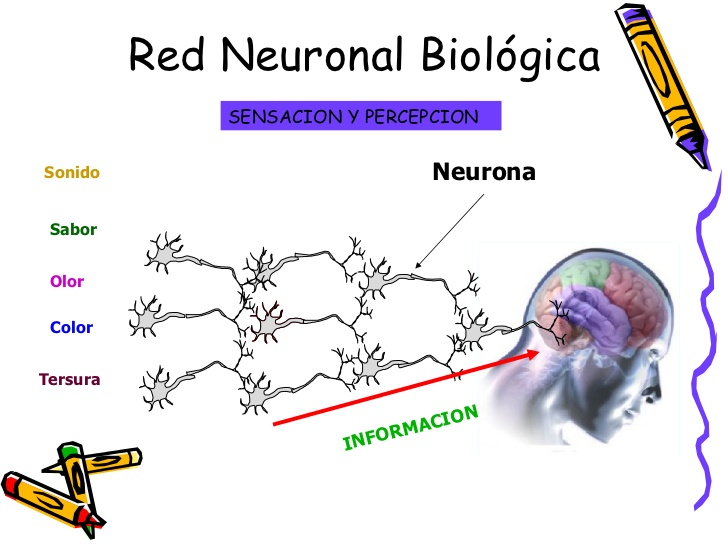 Red Neuronal Biológica
SENSACION Y PERCEPCION
Sonido
Neurona
Sabor
Olor
Color
Tersura
INFORMACION